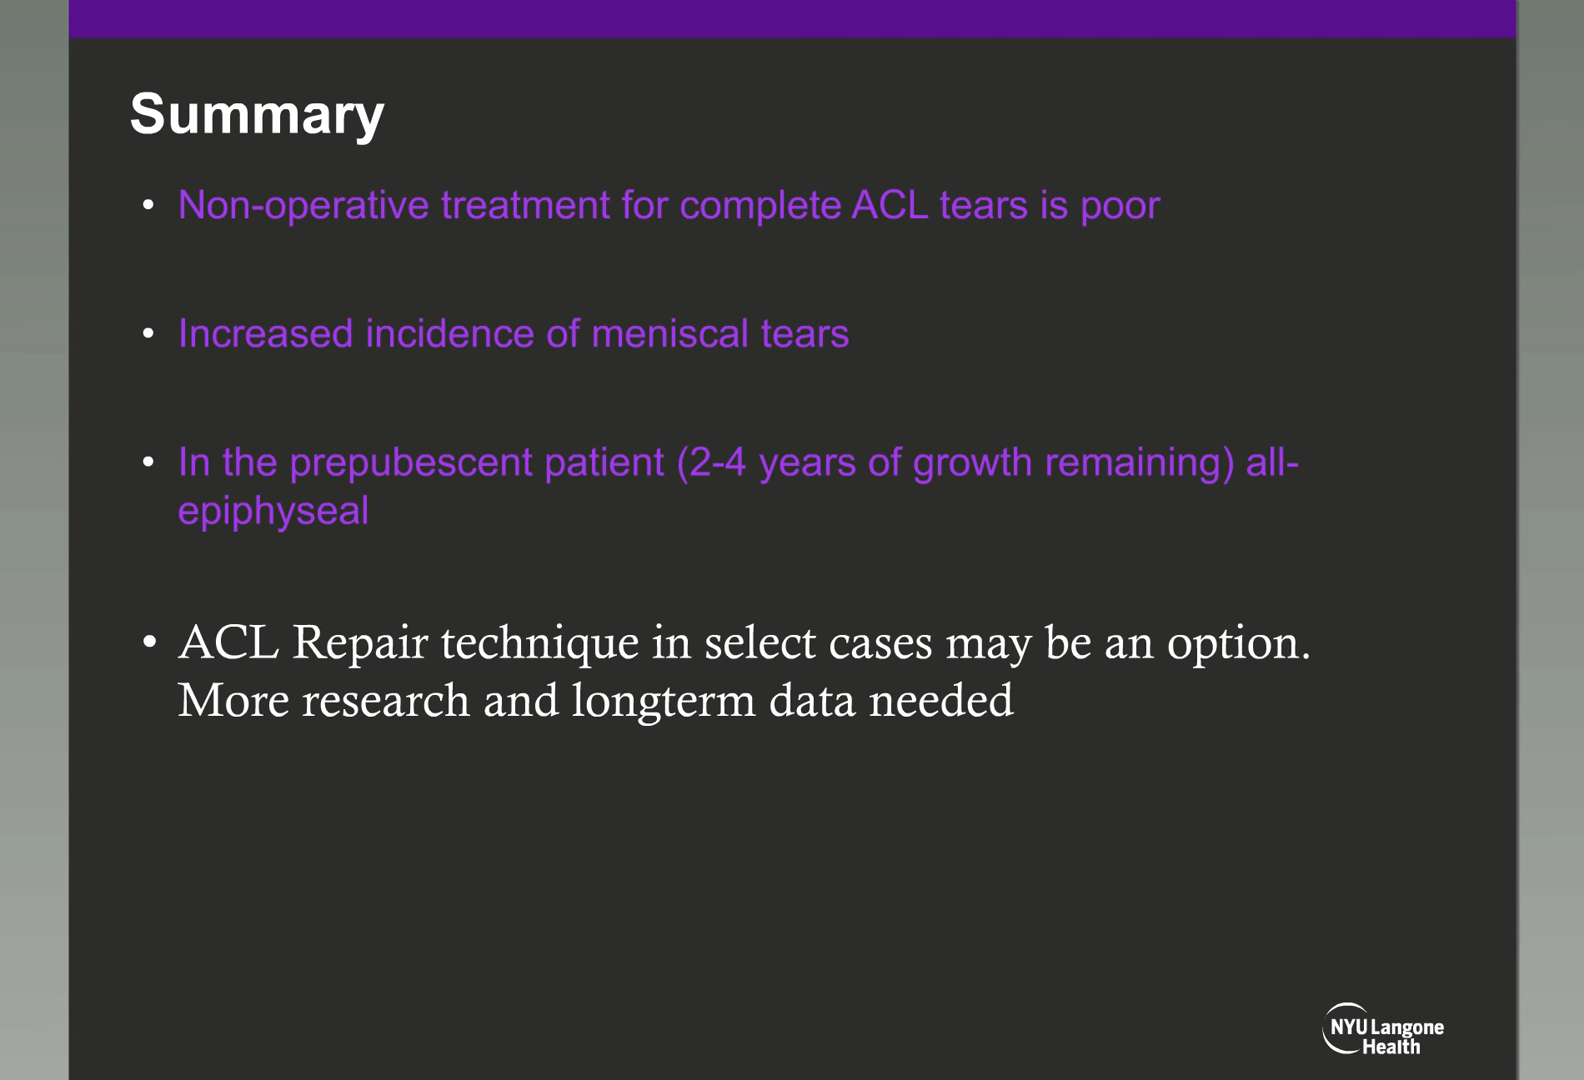 Summary
• Non-operative treatment for complete ACL tears is poor
• Increased incidence of meniscal tears
• In the prepubescent patient (2-4 years of growth remaining) all-
epiphyseal
• ACL Repair technique in select cases may be an option.
More research and longterm data needed
NYU Langone
Health